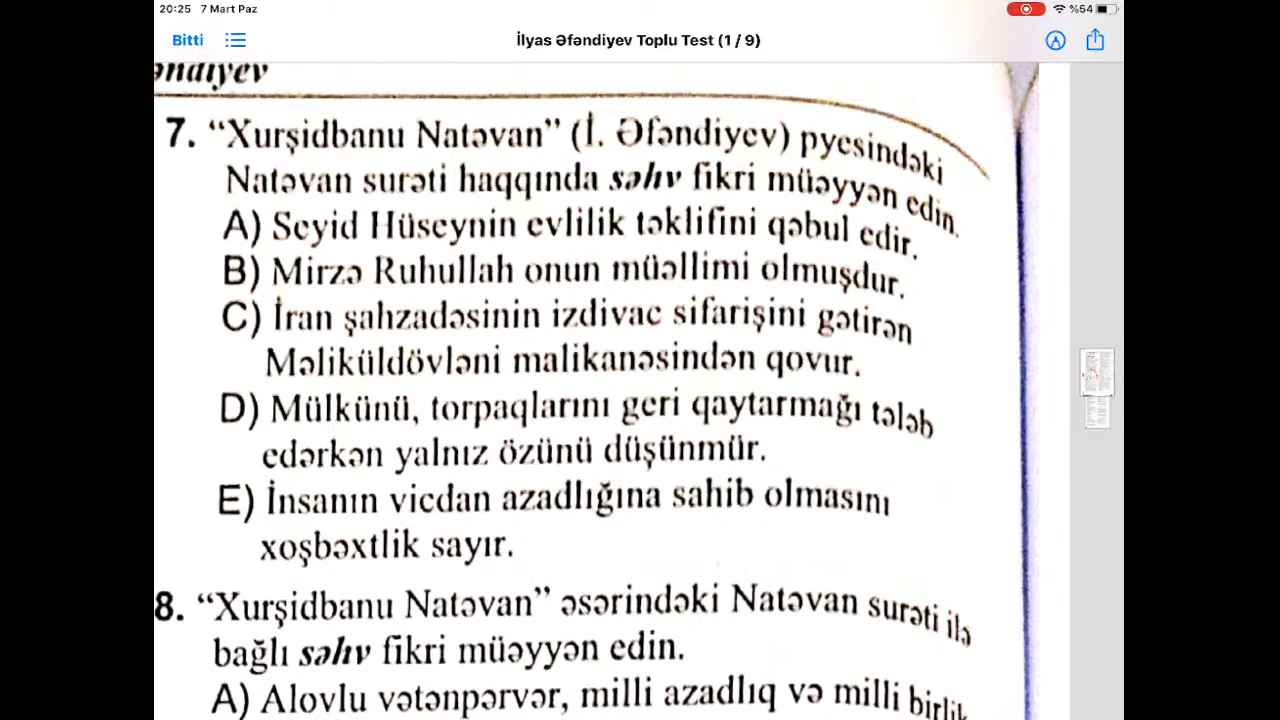 20:25 7 Mart Paz
%54
Bitti
İlyas Əfəndiyev Toplu Test (1 / 9)
əndiyev
7. “Xurşidbanu Natəvan” (İ. Əfəndiyev) pyesindəki
Natəvan surəti haqqında səhv fikri müəyyən edin.
A) Seyid Hüseynin evlilik təklifini qəbul edir.
B) Mirzə Ruhullah onun müəllimi olmuşdur.
C) İran şahzadəsinin izdivac sifarişini gətirən
Məliküldövləni malikanəsindən qovur.
D) Mülkünü, torpaqlarını geri qaytarmağı tələb
edərkən yalnız özünü düşünmür.
E) İnsanın vicdan azadlığına sahib olmasını
xoşbəxtlik sayır.
8. “Xurşidbanu Natəvan” əsərindəki Natəvan surəti ilə
bağlı səhv fikri müəyyən edin.
A) Alovlu vətənpərvər, milli azadlıq və milli birlik